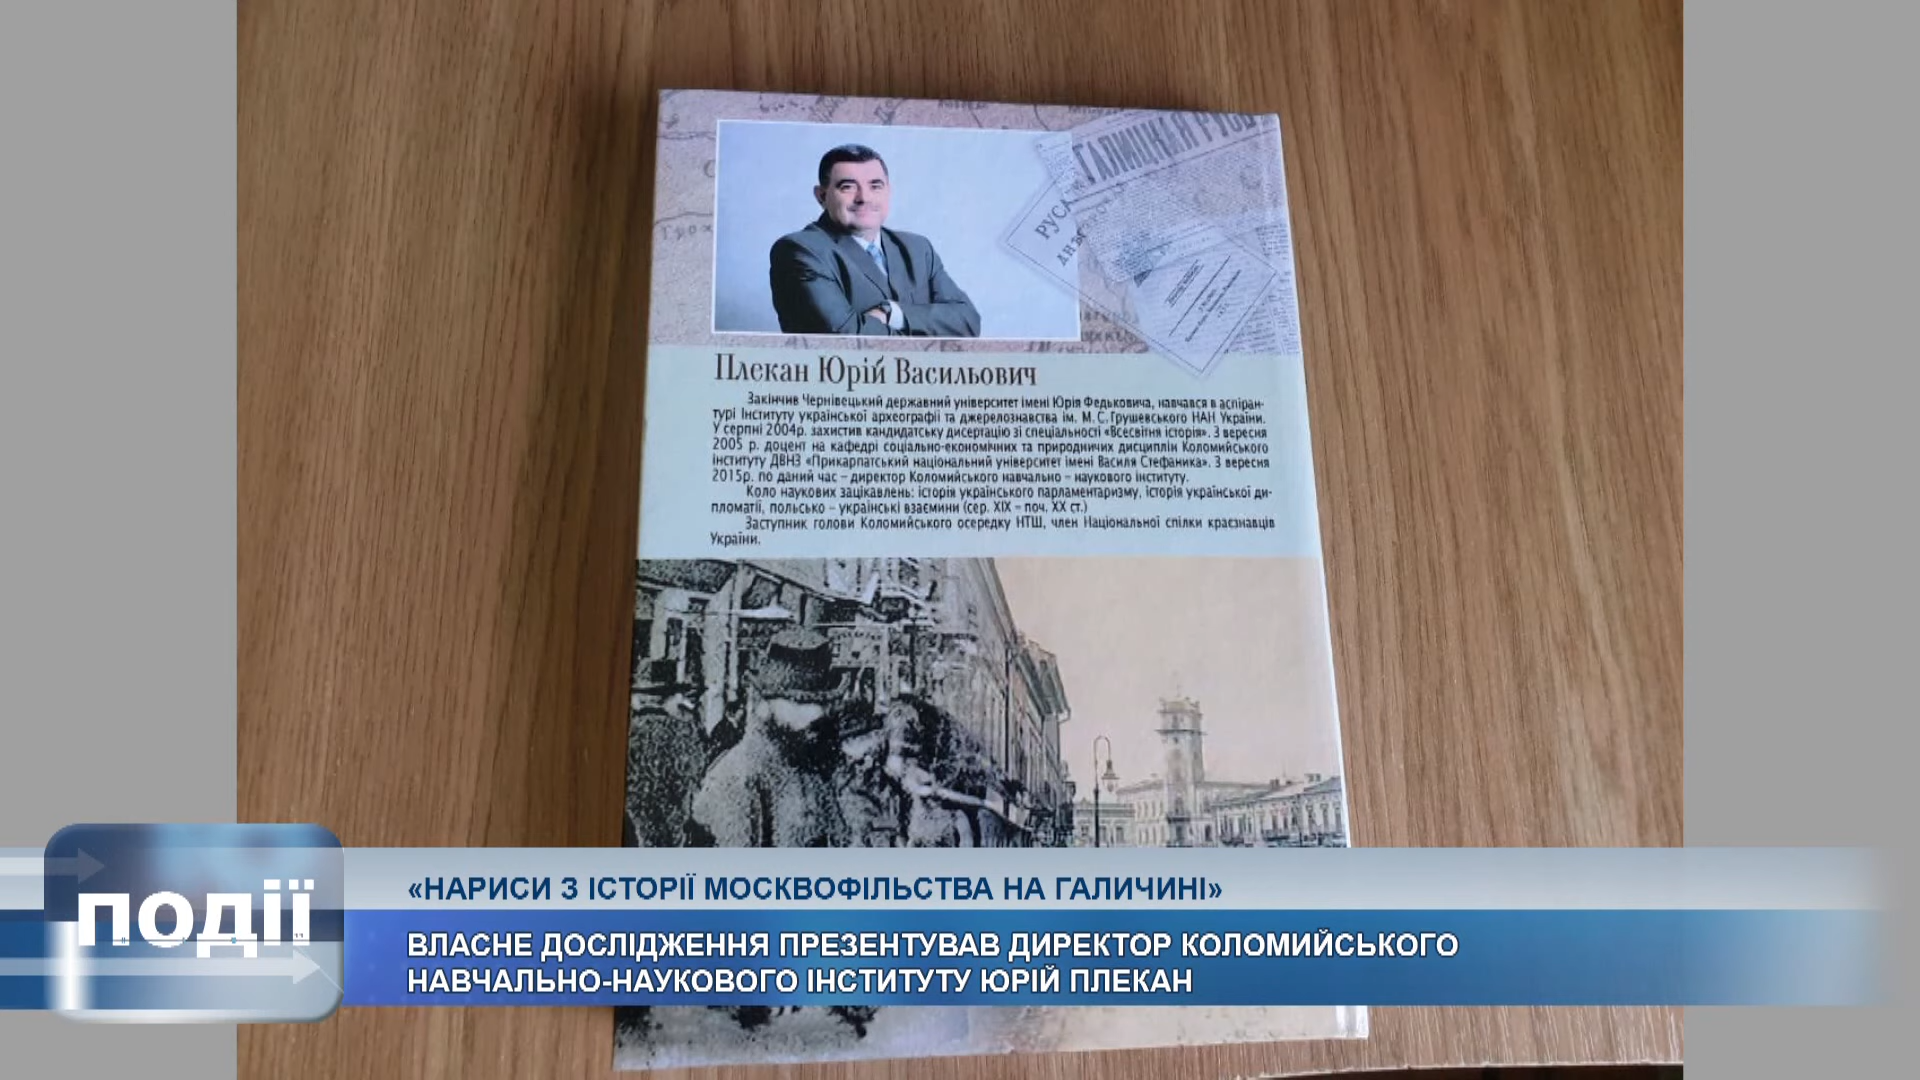 ГАЛИЦКАЯ РУС
РУСА
ДНѢ
Грох
Плекан Юрій Васильович
Закінчив Чернівецький державний університет імені Юрія Федьковича, навчався в аспіран-
турі Інституту української археографії та джерелознавства ім. М.С.Грушевського НАН України.
У серпні 2004р. захистив кандидатську дисертацію зі спеціальності «Всесвітня історія». З вересня
2005 р. доцент на кафедрі соціально-економічних та природничих дисциплін Коломийського
інституту ДВНЗ «Прикарпатський національний університет імені Василя Стефаника». З вересня
2015р. по даний час – директор Коломийського навчально – наукового інституту.
Коло наукових зацікавлень: історія українського парламентаризму, історія української ди-
пломатії, польсько – українські взаємини (сер. XIX – поч. XX ст.)
Заступник голови Коломийського осередку НТШ, член Національної спілки краєзнавців
України.
події
«НАРИСИ З ІСТОРІЇ МОСКВОФІЛЬСТВА НА ГАЛИЧИНІ»
ВЛАСНЕ ДОСЛІДЖЕННЯ ПРЕЗЕНТУВАВ ДИРЕКТОР КОЛОМИЙСЬКОГО
НАВЧАЛЬНО-НАУКОВОГО ІНСТИТУТУ ЮРІЙ ПЛЕКАН